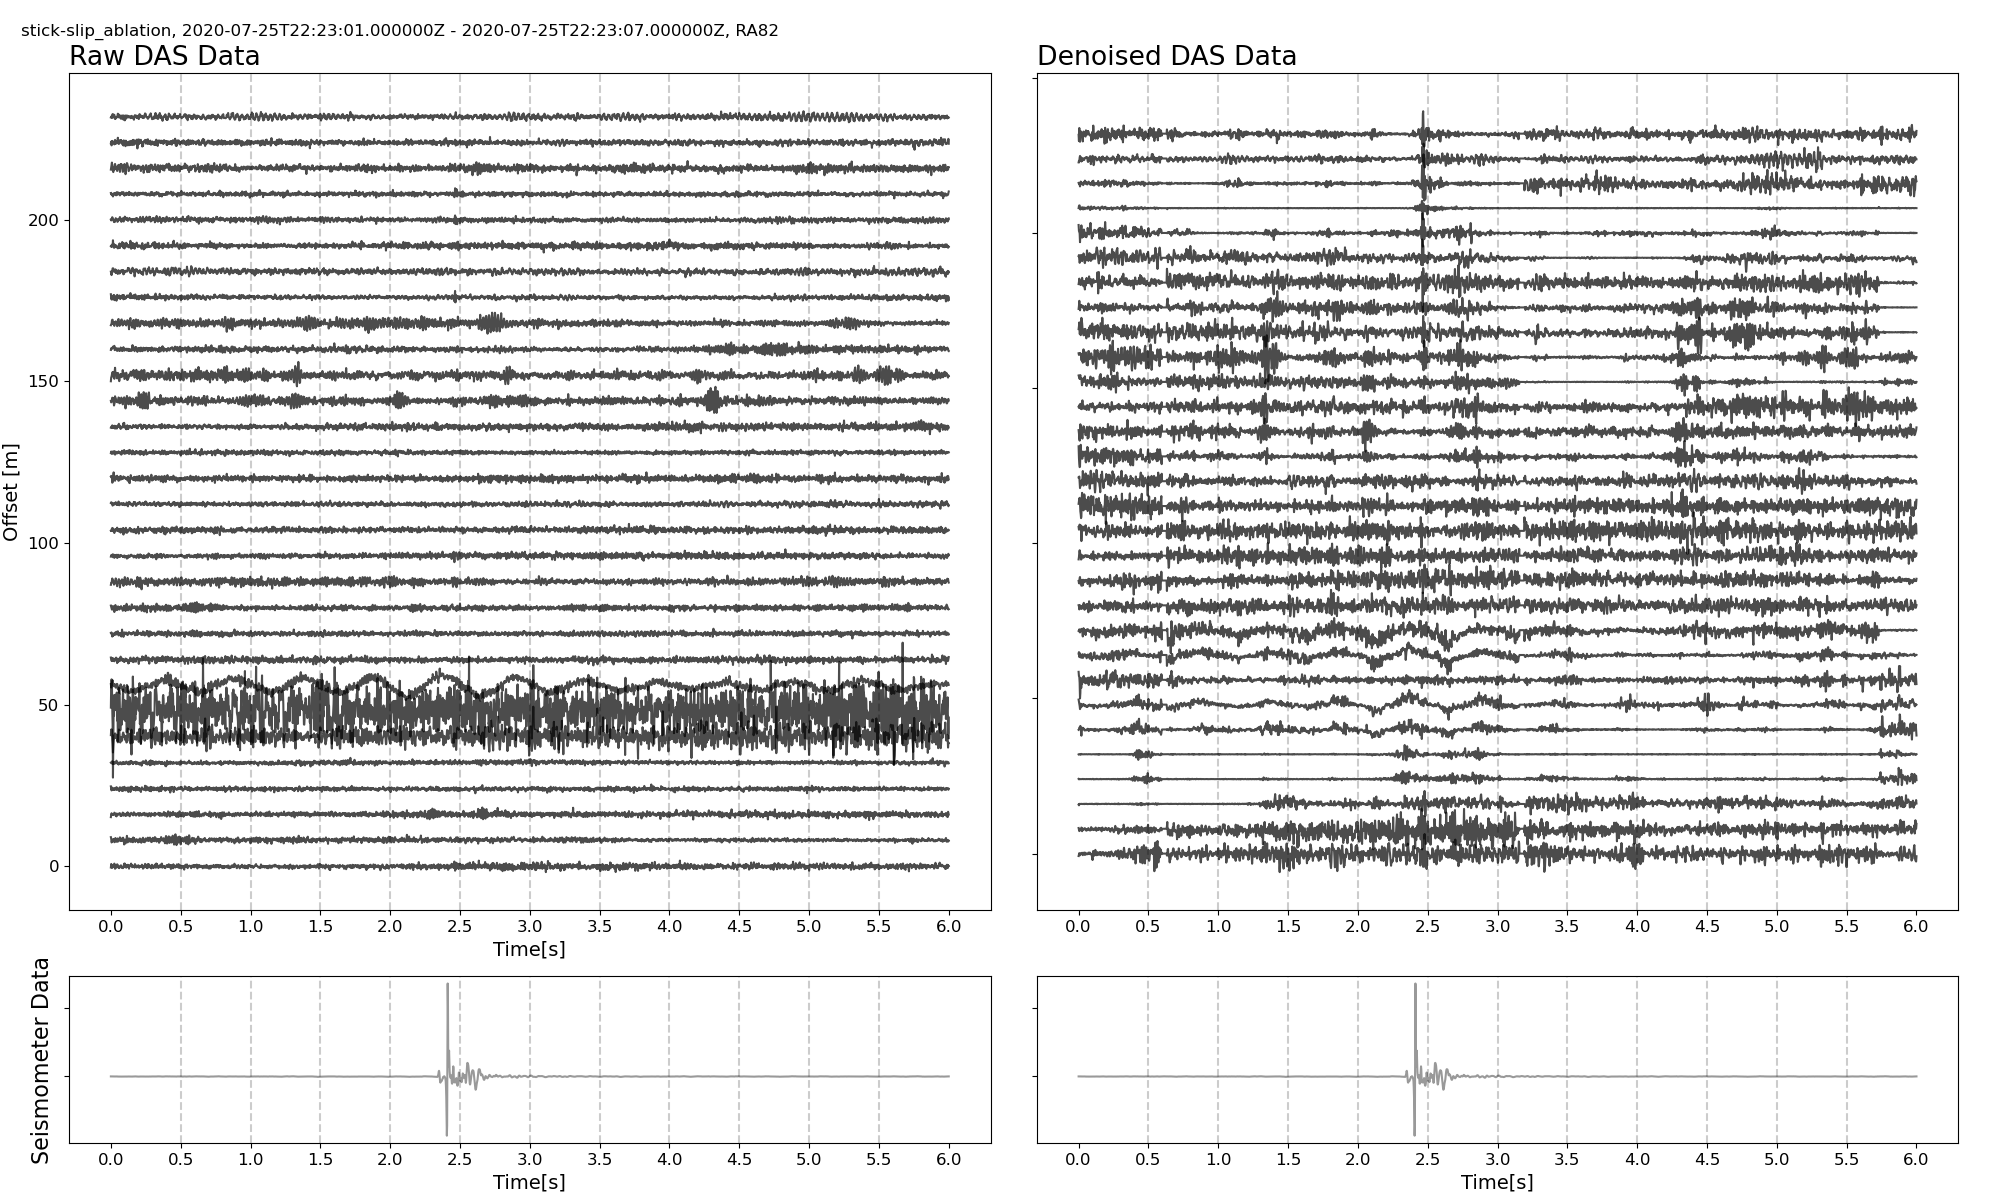 stick-slip_ablation, 2020-07-25T22:23:01.000000Z - 2020-07-25T22:23:07.000000Z, RA82
Raw DAS Data
Denoised DAS Data
Offset [m]
200
150
100
50
0
0.0 0.5 1.0 1.5 2.0 2.5 3.0 3.5 4.0 4.5 5.0 5.5 6.0
Time[s]
0.0 0.5 1.0 1.5 2.0 2.5 3.0 3.5 4.0 4.5 5.0 5.5 6.0
Seismometer Data
0.0 0.5 1.0 1.5 2.0 2.5 3.0 3.5 4.0 4.5 5.0 5.5 6.0
Time[s]
0.0 0.5 1.0 1.5 2.0 2.5 3.0 3.5 4.0 4.5 5.0 5.5 6.0
Time[s]